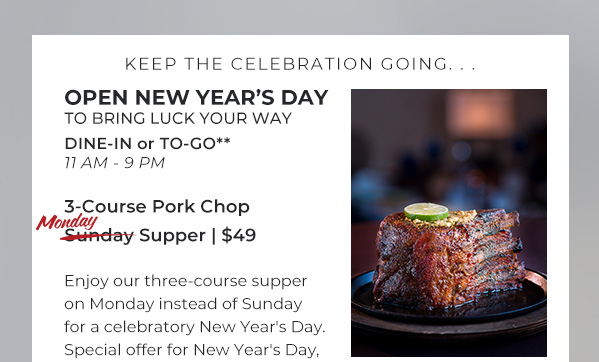 KEEP THE CELEBRATION GOING. . .
OPEN NEW YEAR’S DAY
TO BRING LUCK YOUR WAY
DINE-IN or TO-GO**
11 AM - 9 PM
3-Course Pork Chop
Monday
Sunday Supper | $49
Enjoy our three-course supper
on Monday instead of Sunday
for a celebratory New Year's Day.
Special offer for New Year's Day,